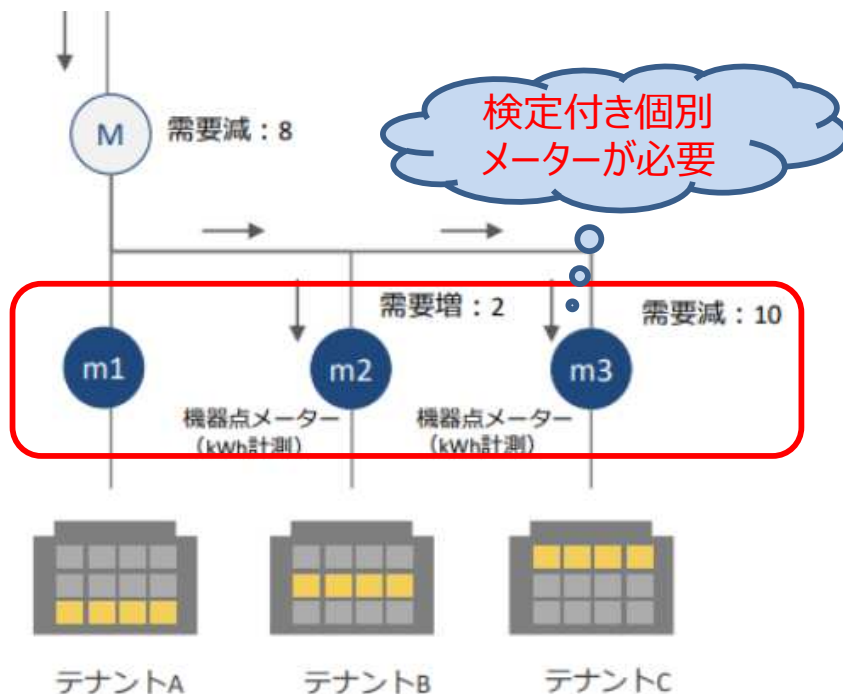 検定付き個別
メーターが必要
M
需要減：8
需要増：2
需要減：10
m1
m2
m3
機器点メーター
（kWh計測）
機器点メーター
（kWh計測）
テナントA
テナントB
テナントC